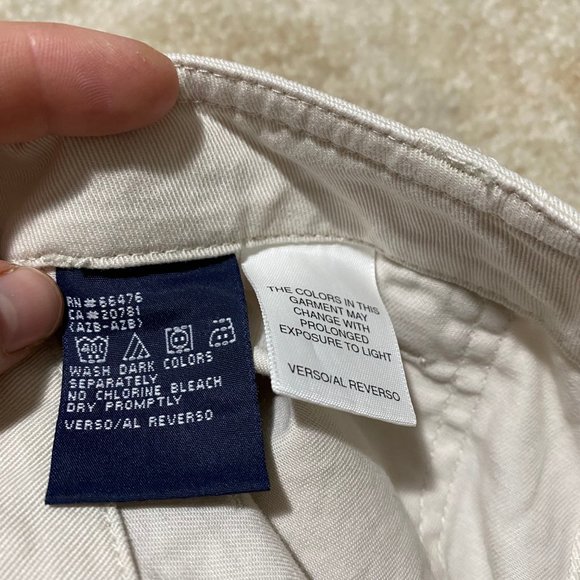 RN#66476
CA#20781
(AZB-AZB)
WASH DARK COLORS
SEPARATELY
NO CHLORINE BLEACH
DRY PROMPTLY
VERSO/AL REVERSO
THE COLORS IN THIS
GARMENT MAY
CHANGE WITH
PROLONGED
EXPOSURE TO LIGHT
VERSO/AL REVERSO